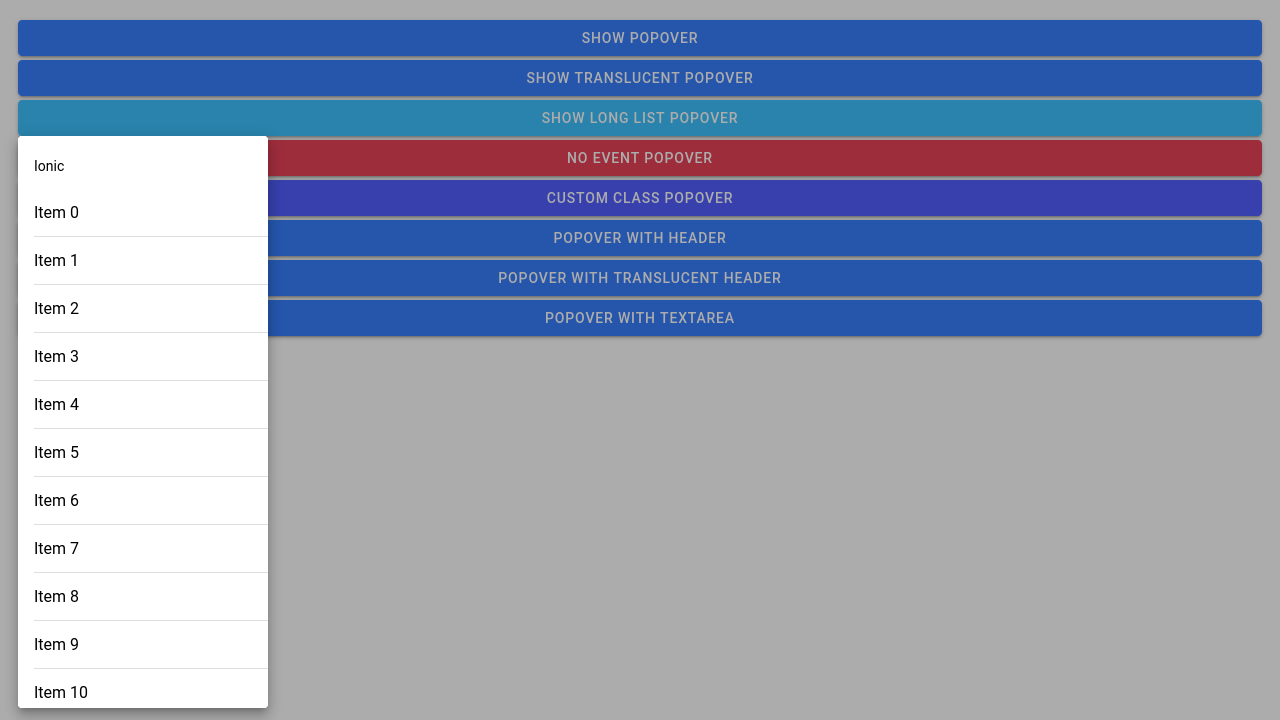 SHOW POPOVER
SHOW TRANSLUCENT POPOVER
SHOW LONG LIST POPOVER
NO EVENT POPOVER
CUSTOM CLASS POPOVER
POPOVER WITH HEADER
POPOVER WITH TRANSLUCENT HEADER
POPOVER WITH TEXTAREA
Ionic
Item 0
Item 1
Item 2
Item 3
Item 4
Item 5
Item 6
Item 7
Item 8
Item 9
Item 10